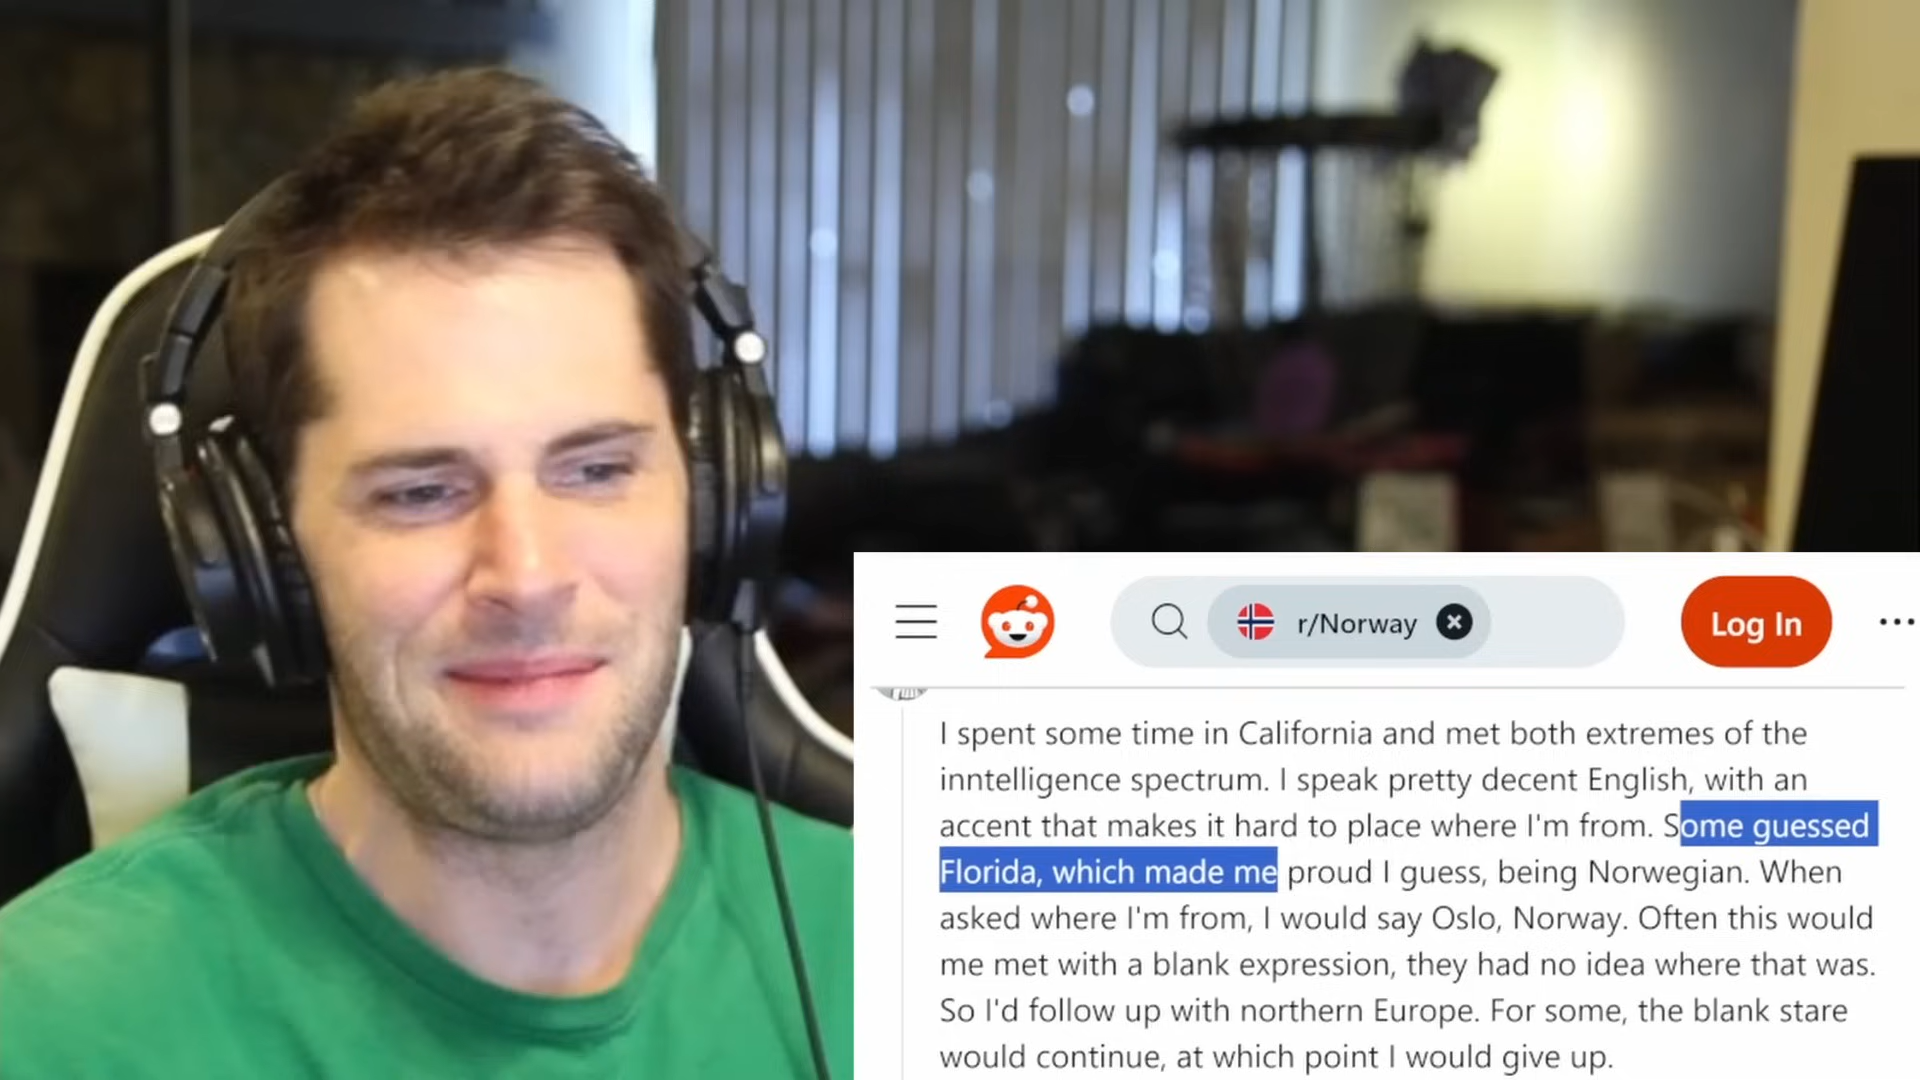 r/Norway
Log In
I spent some time in California and met both extremes of the
inntelligence spectrum. I speak pretty decent English, with an
accent that makes it hard to place where I'm from. Some guessed
Florida, which made me proud I guess, being Norwegian. When
asked where I'm from, I would say Oslo, Norway. Often this would
me met with a blank expression, they had no idea where that was.
So I'd follow up with northern Europe. For some, the blank stare
would continue, at which point I would give up.